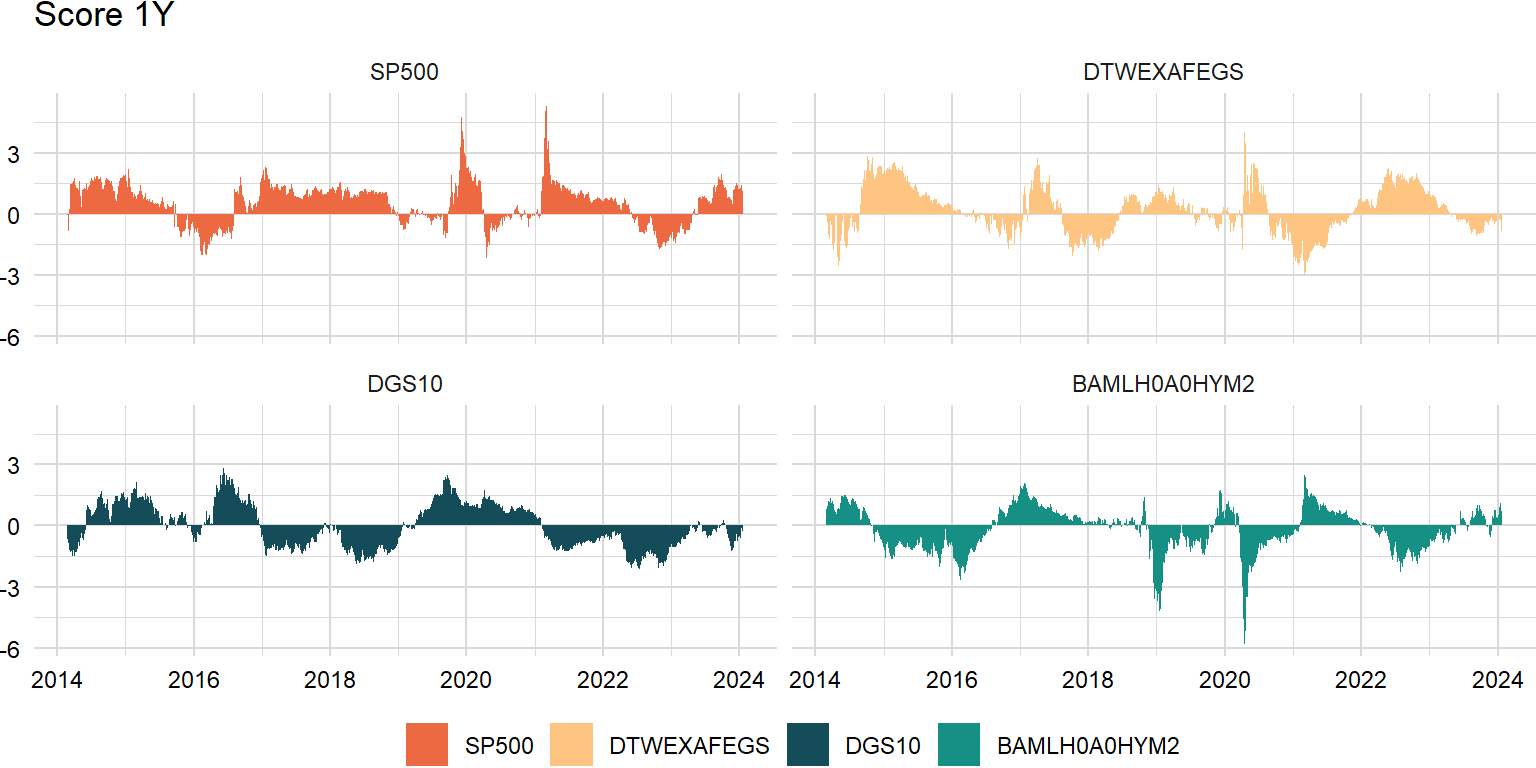 Score 1Y
SP500 DTWEXAFEGS
3
0
-3
-6
DGS10 BAMLH0A0HYM2
3
0
-3
-6
2014 2016 2018 2020 2022 2024 2014 2016 2018 2020 2022 2024
SP500 DTWEXAFEGS DGS10 BAMLH0A0HYM2